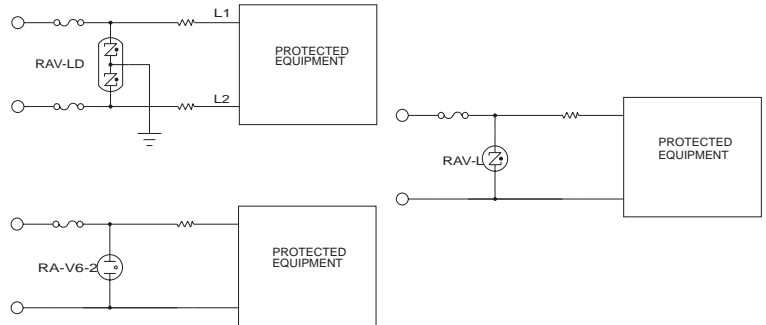 L1
RAV-LD
PROTECTED
EQUIPMENT
L2
RAV-L
PROTECTED
EQUIPMENT
RA-V6-2
PROTECTED
EQUIPMENT